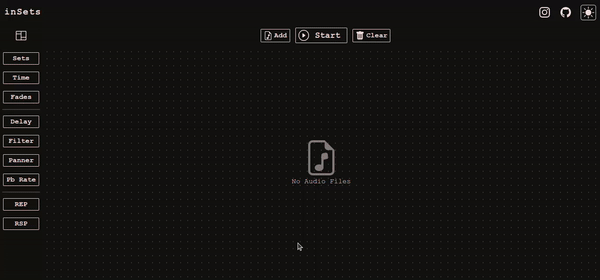 inSets
Add
Start
Clear
Sets
Time
Fades
Delay
Filter
Panner
Pb Rate
REP
RSP
No Audio Files